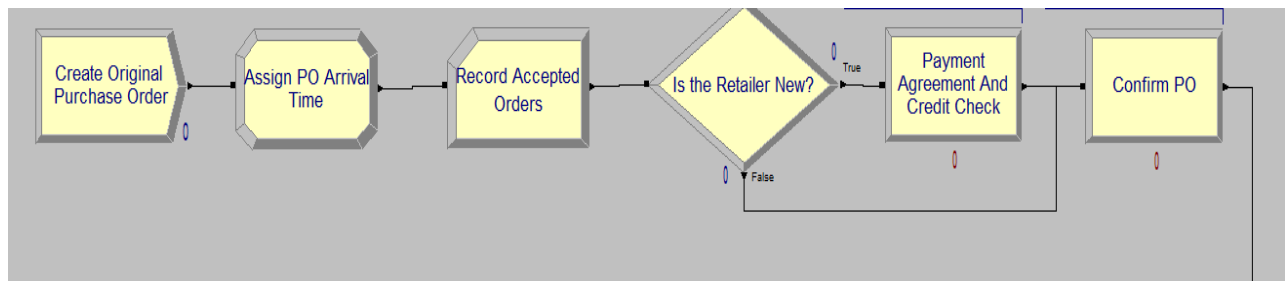 Create Original
Purchase Order
0
Assign PO Arrival
Time
Record Accepted
Orders
Is the Retailer New?
0
True
0
False
Payment
Agreement And
Credit Check
0
Confirm PO
0